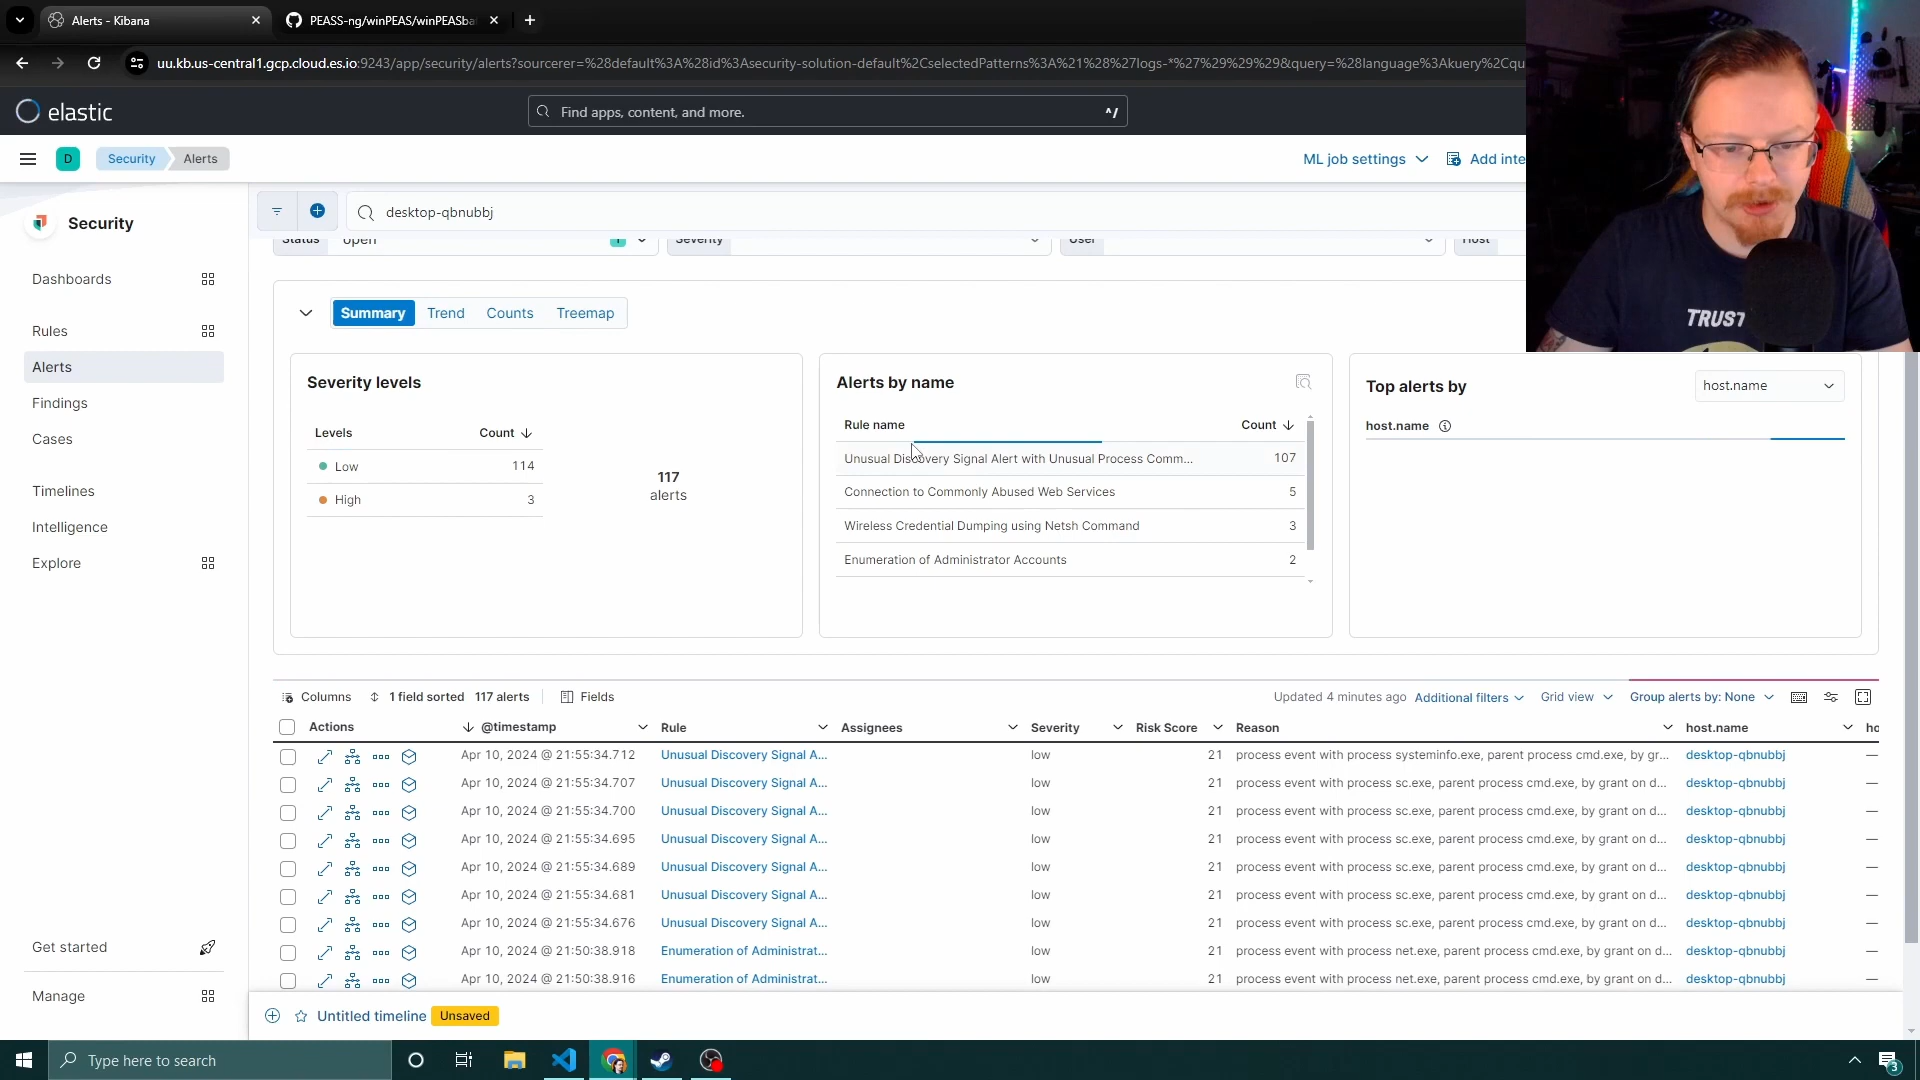 Alerts - Kibana
PEASS-ng/winPEAS/winPEASba
uu.kb.us-central1.gcp.cloud.es.io:9243/app/security/alerts?sourcerer=%28default%3A%28id%3Asecurity-solution-default%2CselectedPatterns%3A%21%28%27logs-*%27%29%29%29&query=%28language%3Akuery%2Cqu
elastic
Find apps, content, and more.
^/
D
Security
Alerts
ML job settings
Add inte
Security
Dashboards
Rules
Alerts
Findings
Cases
Timelines
Intelligence
Explore
Get started
Manage
desktop-qbnubbj
Status
open
1
Severity
User
Host
Summary
Trend
Counts
Treemap
Severity levels
Levels Count
Low 114
High 3
117
alerts
Alerts by name
Rule name Count
Unusual Discovery Signal Alert with Unusual Process Comm... 107
Connection to Commonly Abused Web Services 5
Wireless Credential Dumping using Netsh Command 3
Enumeration of Administrator Accounts 2
Top alerts by
host.name
host.name
Columns 1 field sorted 117 alerts Fields Updated 4 minutes ago Additional filters Grid view Group alerts by: None
Actions @timestamp Rule Assignees Severity Risk Score Reason host.name ho
Apr 10, 2024 @ 21:55:34.712 Unusual Discovery Signal A... low 21 process event with process systeminfo.exe, parent process cmd.exe, by gr... desktop-qbnubbj —
Apr 10, 2024 @ 21:55:34.707 Unusual Discovery Signal A... low 21 process event with process sc.exe, parent process cmd.exe, by grant on d... desktop-qbnubbj —
Apr 10, 2024 @ 21:55:34.700 Unusual Discovery Signal A... low 21 process event with process sc.exe, parent process cmd.exe, by grant on d... desktop-qbnubbj —
Apr 10, 2024 @ 21:55:34.695 Unusual Discovery Signal A... low 21 process event with process sc.exe, parent process cmd.exe, by grant on d... desktop-qbnubbj —
Apr 10, 2024 @ 21:55:34.689 Unusual Discovery Signal A... low 21 process event with process sc.exe, parent process cmd.exe, by grant on d... desktop-qbnubbj —
Apr 10, 2024 @ 21:55:34.681 Unusual Discovery Signal A... low 21 process event with process sc.exe, parent process cmd.exe, by grant on d... desktop-qbnubbj —
Apr 10, 2024 @ 21:55:34.676 Unusual Discovery Signal A... low 21 process event with process sc.exe, parent process cmd.exe, by grant on d... desktop-qbnubbj —
Apr 10, 2024 @ 21:50:38.918 Enumeration of Administrat... low 21 process event with process net.exe, parent process cmd.exe, by grant on d... desktop-qbnubbj —
Apr 10, 2024 @ 21:50:38.916 Enumeration of Administrat... low 21 process event with process net.exe, parent process cmd.exe, by grant on d... desktop-qbnubbj —
Untitled timeline Unsaved
Type here to search
3
TRUST